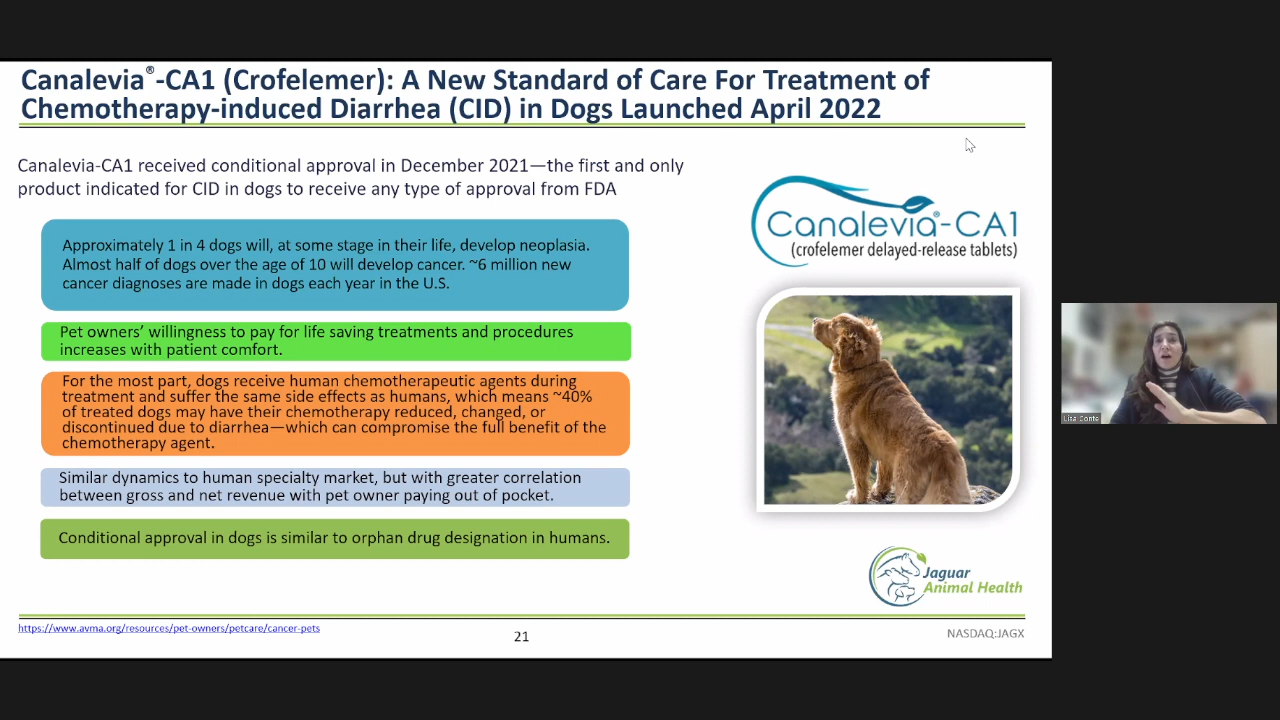 Canalevia®-CA1 (Crofelemer): A New Standard of Care For Treatment of
Chemotherapy-induced Diarrhea (CID) in Dogs Launched April 2022
Canalevia-CA1 received conditional approval in December 2021—the first and only
product indicated for CID in dogs to receive any type of approval from FDA
Approximately 1 in 4 dogs will, at some stage in their life, develop neoplasia.
Almost half of dogs over the age of 10 will develop cancer. ~6 million new
cancer diagnoses are made in dogs each year in the U.S.
Pet owners’ willingness to pay for life saving treatments and procedures
increases with patient comfort.
For the most part, dogs receive human chemotherapeutic agents during
treatment and suffer the same side effects as humans, which means ~40%
of treated dogs may have their chemotherapy reduced, changed, or
discontinued due to diarrhea—which can compromise the full benefit of the
chemotherapy agent.
Similar dynamics to human specialty market, but with greater correlation
between gross and net revenue with pet owner paying out of pocket.
Conditional approval in dogs is similar to orphan drug designation in humans.
Canalevia®-CA1
(crofelemer delayed-release tablets)
Jaguar
Animal Health
https://www.avma.org/resources/pet-owners/petcare/cancer-pets
21
NASDAQ:JAGX
Lisa Conte